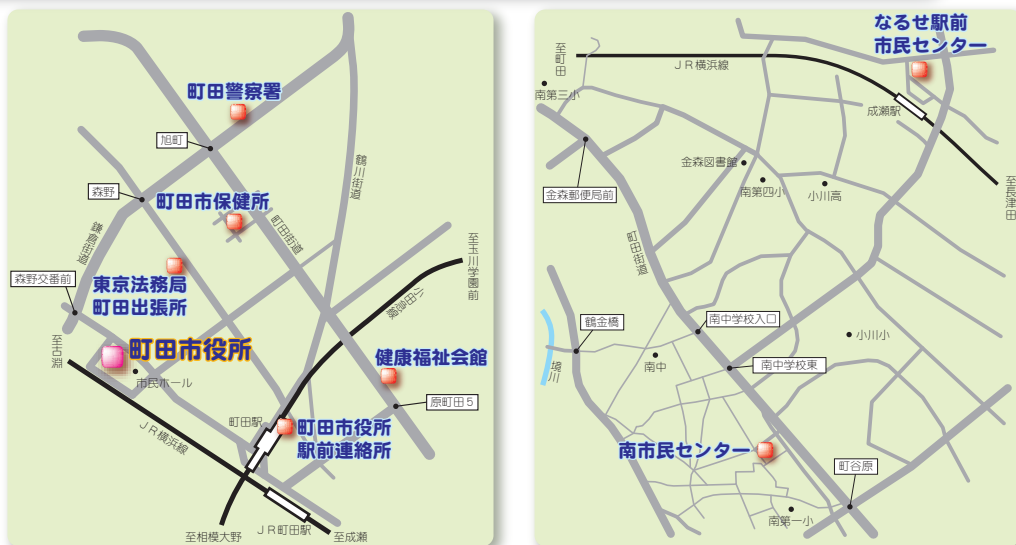 町田警察署
旭町
森野
町田市保健所
鶴川街道
町田街道
鎌倉街道
至玉川学園前
小田急線
森野交番前
東京法務局
町田出張所
至古淵
町田市役所
市民ホール
健康福祉会館
原町田5
JR横浜線
町田駅
町田市役所
駅前連絡所
至相模大野
JR町田駅
至成瀬
なるせ駅前
市民センター
至町田
JR横浜線
南第三小
成瀬駅
金森図書館
南第四小
小川高
至長津田
金森郵便局前
町田街道
鶴金橋
南中学校入口
小川小
境川
南中
南中学校東
南市民センター
町谷原
南第一小